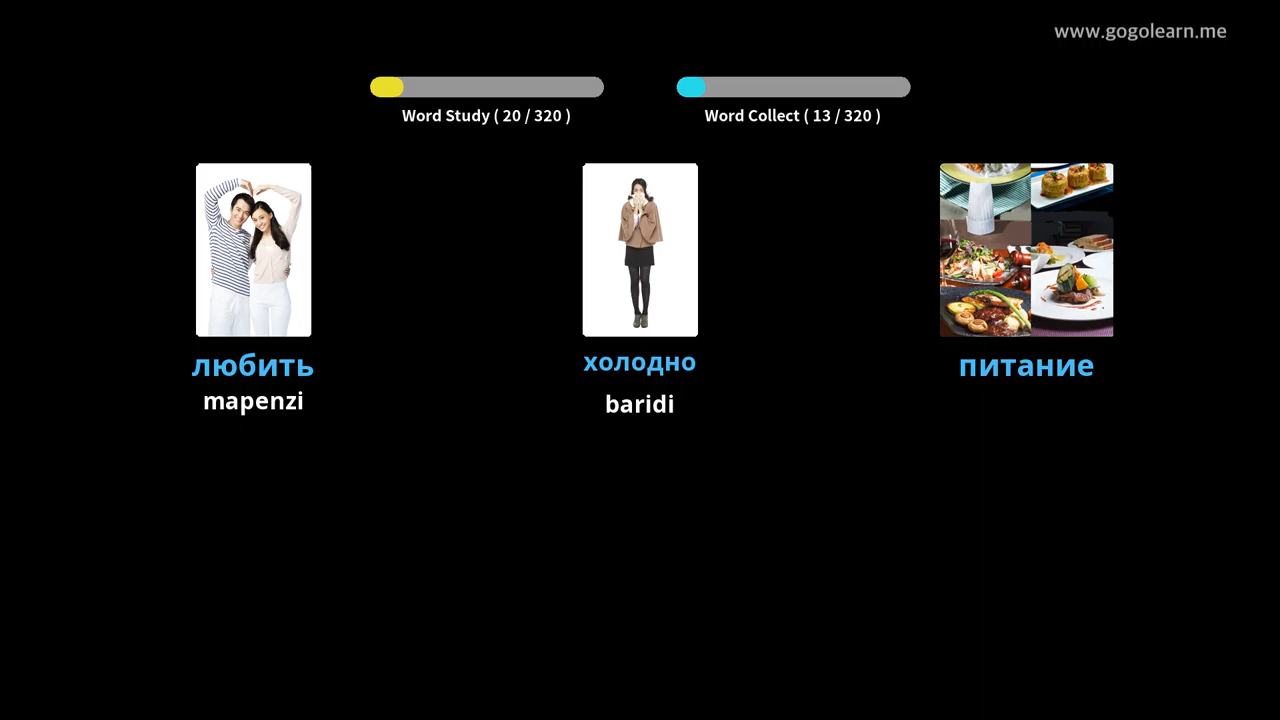 www.gogolearn.me
Word Study ( 20 / 320 )
Word Collect ( 13 / 320 )
любить
mapenzi
холодно
baridi
питание